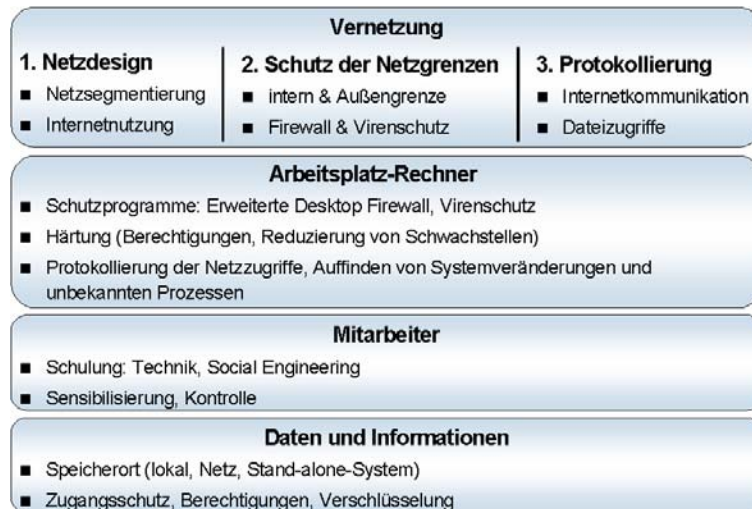 Vernetzung
1. Netzdesign
■ Netzsegmentierung
■ Internetnutzung
2. Schutz der Netzgrenzen
■ intern & Außengrenze
■ Firewall & Virenschutz
3. Protokollierung
■ Internetkommunikation
■ Dateizugriffe
Arbeitsplatz-Rechner
■ Schutzprogramme: Erweiterte Desktop Firewall, Virenschutz
■ Härtung (Berechtigungen, Reduzierung von Schwachstellen)
■ Protokollierung der Netzzugriffe, Auffinden von Systemveränderungen und
unbekannten Prozessen
Mitarbeiter
■ Schulung: Technik, Social Engineering
■ Sensibilisierung, Kontrolle
Daten und Informationen
■ Speicherort (lokal, Netz, Stand-alone-System)
■ Zugangsschutz, Berechtigungen, Verschlüsselung